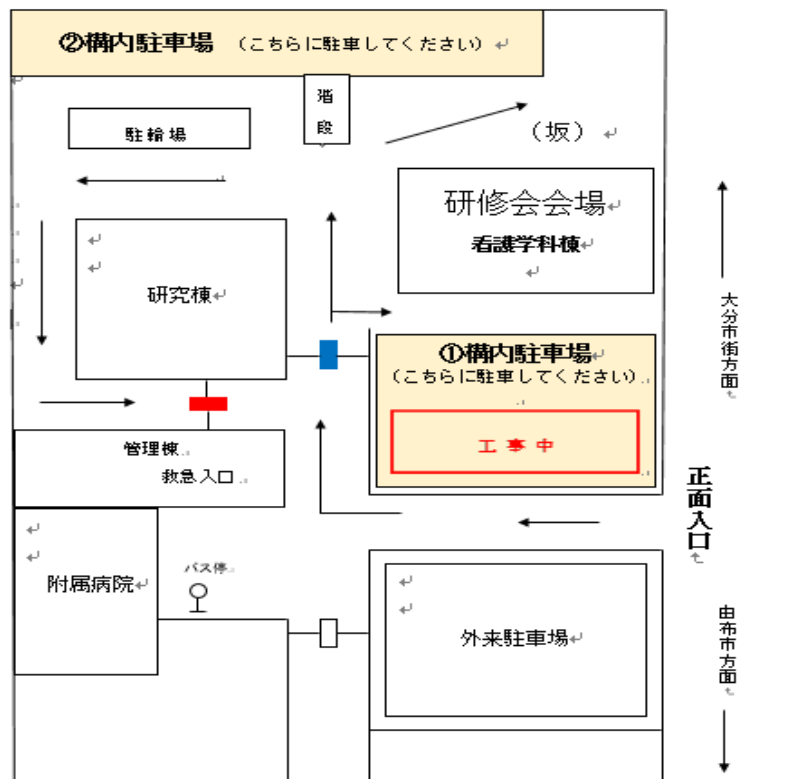 ②構内駐車場 （こちらに駐車してください）
階段
駐輪場
（坂）
研修会会場
看護学科棟
研究棟
大分市街方面
①構内駐車場
（こちらに駐車してください）
工事中
管理棟
救急入口
正面入口
附属病院
バス停
外来駐車場
由布市方面